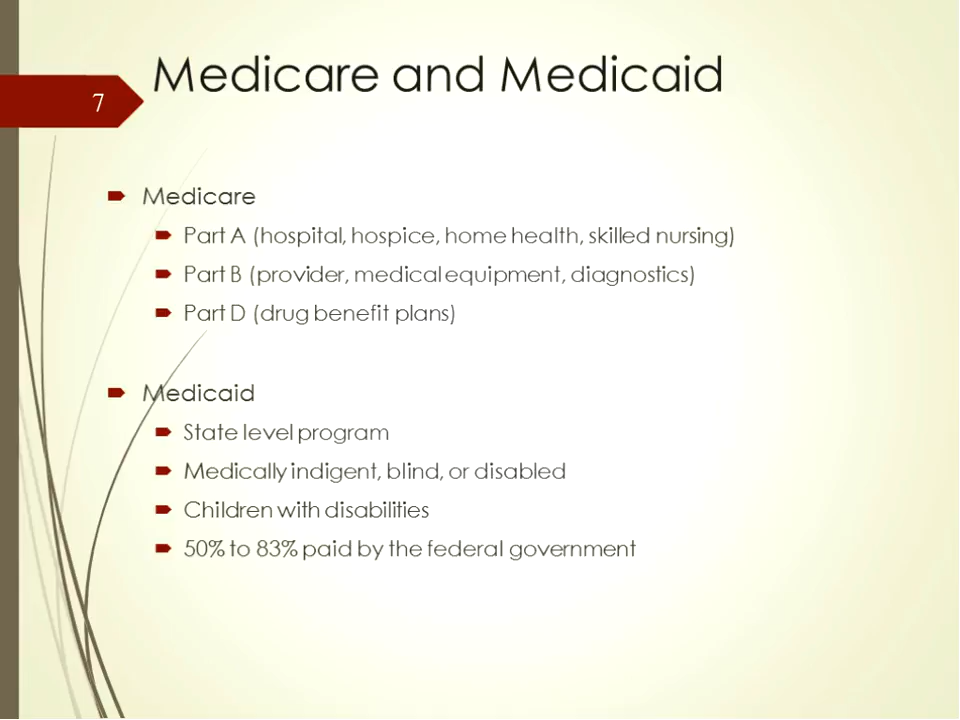 Medicare and Medicaid
7
Medicare
Part A (hospital, hospice, home health, skilled nursing)
Part B (provider, medical equipment, diagnostics)
Part D (drug benefit plans)
Medicaid
State level program
Medically indigent, blind, or disabled
Children with disabilities
50% to 83% paid by the federal government